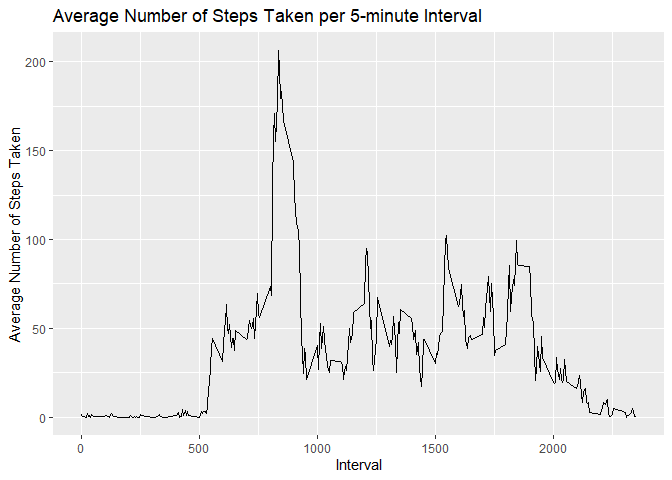 Average Number of Steps Taken per 5-minute Interval
Average Number of Steps Taken
200
150
100
50
0
0 500 1000 1500 2000
Interval